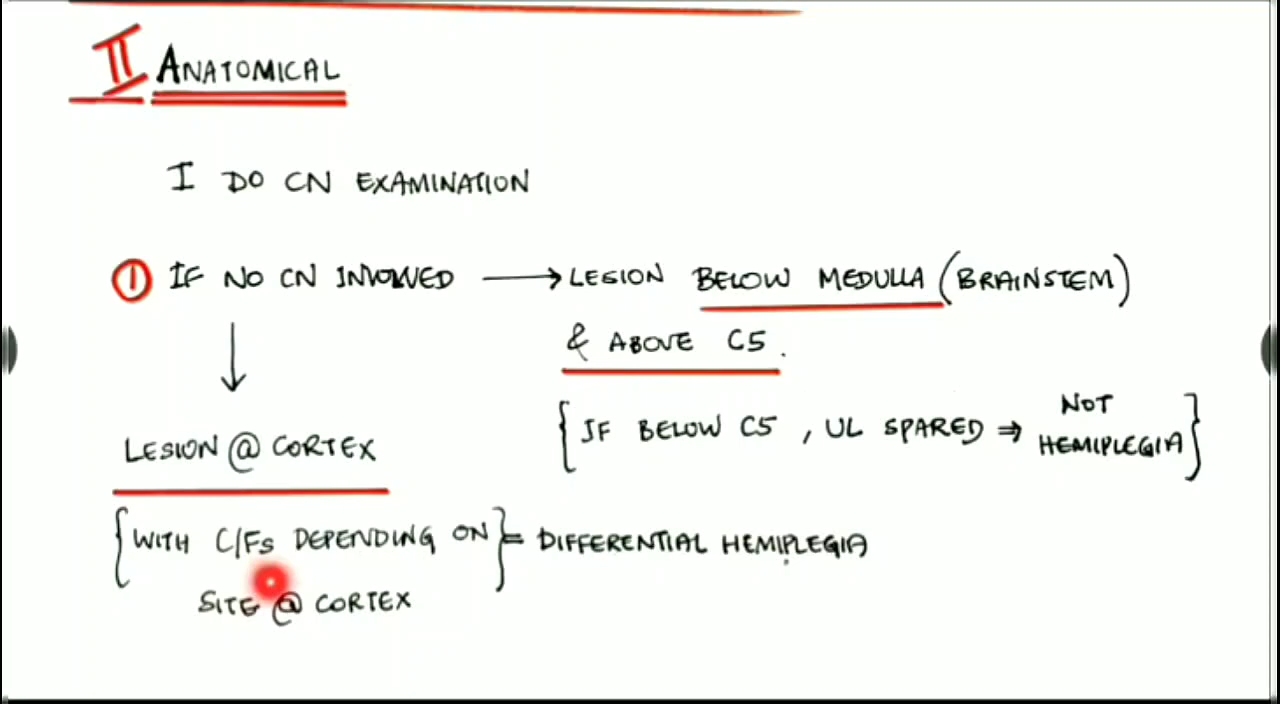 II ANATOMICAL
I DO CN EXAMINATION
① IF NO CN INVOLVED ⟶ LESION BELOW MEDULLA (BRAINSTEM)
& ABOVE C5.
{IF BELOW C5, UL SPARED ⇒ NOT HEMIPLEGIA}
↓
LESION @ CORTEX
{WITH C/Fs DEPENDING ON SITE @ CORTEX} = DIFFERENTIAL HEMIPLEGIA